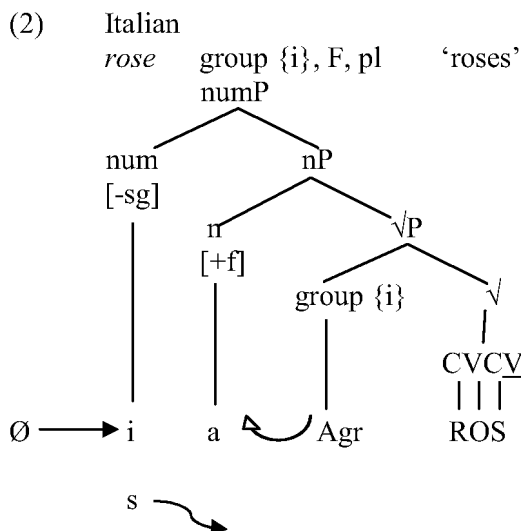 (2) Italian
rose group {i}, F, pl ‘roses’
numP
num nP
[-sg]
n √P
[+f]
group {i} √
CVCV
Ø i a Agr ROS
s